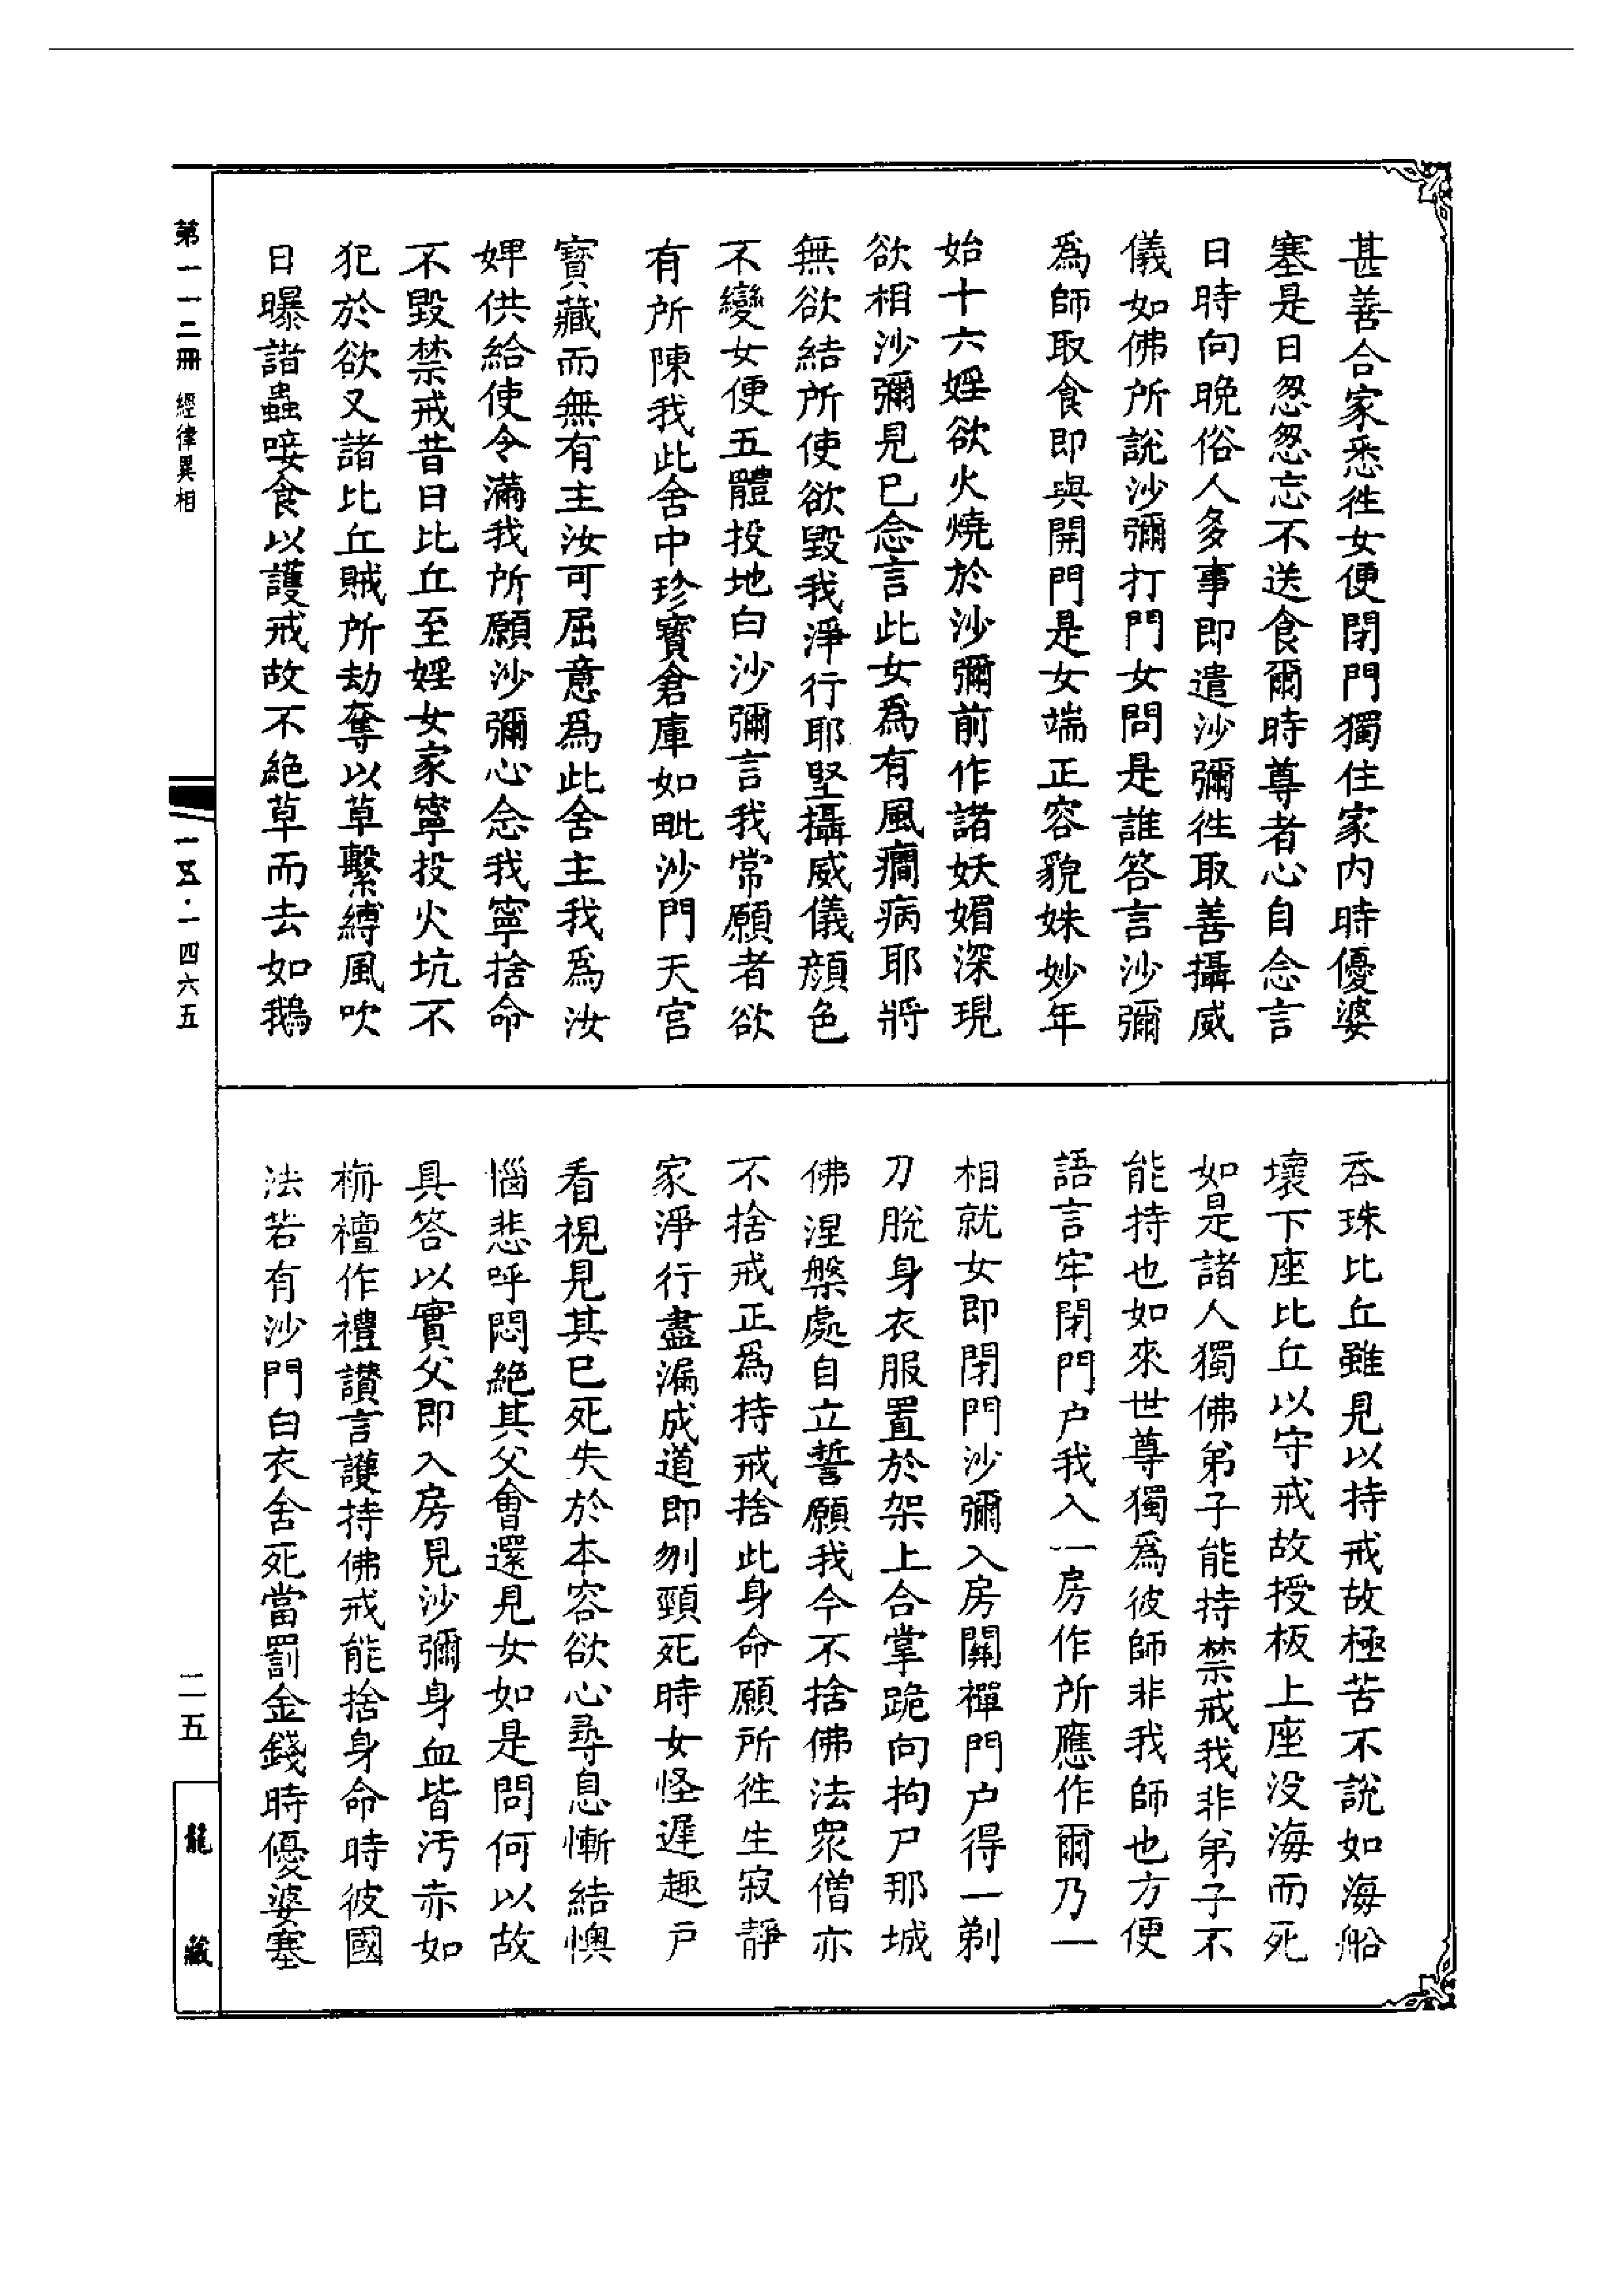 甚善合家悉徃女便閉門獨住家内時優婆
塞是日怱怱忘不送食爾時尊者心自念言
日時向晚俗人多事即遣沙彌徃取善攝威
儀如佛所說沙彌打門女問是誰答言沙彌
爲師取食即與開門是女端正容貌姝妙年
始十六婬欲火燒於沙彌前作諸妖媚深現
欲相沙彌見已念言此女爲有風癎病耶將
無欲結所使欲毀我淨行耶堅攝威儀顔色
不變女便五體投地白沙彌言我常願者欲
有所陳我此舍中珍寶倉庫如毗沙門天宮
寶藏而無有主汝可屈意爲此舍主我爲汝
婢供給使令滿我所願沙彌心念我寧捨命
不毀禁戒昔日比丘至婬女家寧投火坑不
犯於欲又諸比丘賊所劫奪以草繫縛風吹
日曝諸蟲唼食以護戒故不絶草而去如鵝
吞珠比丘雖見以持戒故極苦不說如海船
壞下座比丘以守戒故授板上座没海而死
如是諸人獨佛弟子能持禁戒我非弟子不
能持也如來世尊獨爲彼師非我師也方便
語言牢閉門户我入一房作所應作爾乃一
相就女即閉門沙彌入房關禪門户得一剃
刀脫身衣服置於架上合掌跪向拘尸那城
佛涅槃處自立誓願我今不捨佛法衆僧亦
不捨戒正爲持戒捨此身命願所徃生寂靜
家淨行盡漏成道即刎頸死時女怪遲趣戶
看視見其已死失於本容欲心尋息慚結懊
惱悲呼悶絶其父會還見女如是問何以故
具答以實父即入房見沙彌身血皆汚赤如
栴檀作禮讃言護持佛戒能捨身命時彼國
法若有沙門白衣舍死當罰金錢時優婆塞
第一一二冊 經律異相
一五·一四六五
二五
龍藏